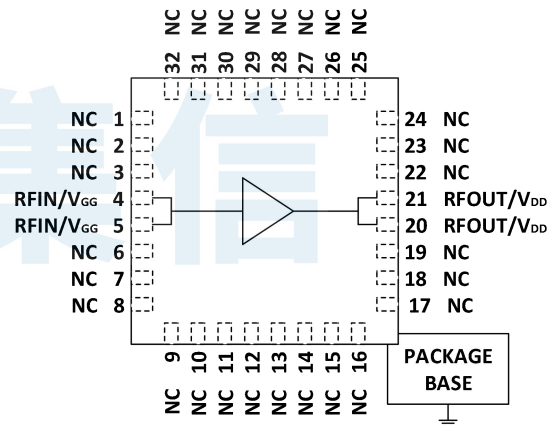 NC NC NC NC NC NC NC NC
32 31 30 29 28 27 26 25
NC 1
NC 2
NC 3
RFIN/VGG 4
RFIN/VGG 5
NC 6
NC 7
NC 8
24 NC
23 NC
22 NC
21 RFOUT/VDD
20 RFOUT/VDD
19 NC
18 NC
17 NC
9 10 11 12 13 14 15 16
NC NC NC NC NC NC NC NC
PACKAGE
BASE
集信